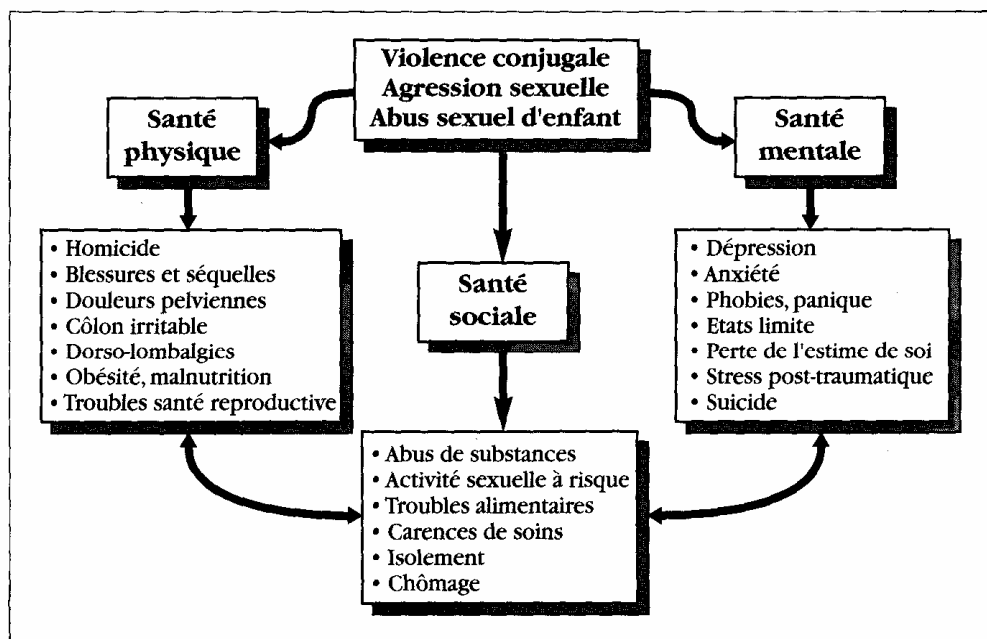 Violence conjugale
Agression sexuelle
Abus sexuel d'enfant
Santé
physique
Santé
mentale
• Homicide
• Blessures et séquelles
• Douleurs pelviennes
• Côlon irritable
• Dorso-lombalgies
• Obésité, malnutrition
• Troubles santé reproductive
Santé
sociale
• Dépression
• Anxiété
• Phobies, panique
• Etats limite
• Perte de l'estime de soi
• Stress post-traumatique
• Suicide
• Abus de substances
• Activité sexuelle à risque
• Troubles alimentaires
• Carences de soins
• Isolement
• Chômage